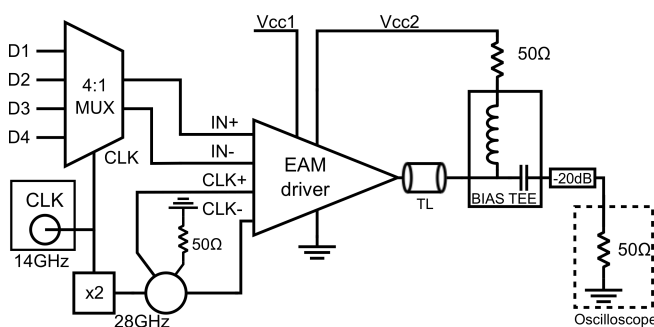 Vcc1
Vcc2
D1
D2
D3
D4
4:1
MUX
50Ω
IN+
IN-
CLK
CLK+
CLK-
EAM
driver
TL
BIAS TEE
-20dB
CLK
14GHz
50Ω
50Ω
x2
28GHz
Oscilloscope